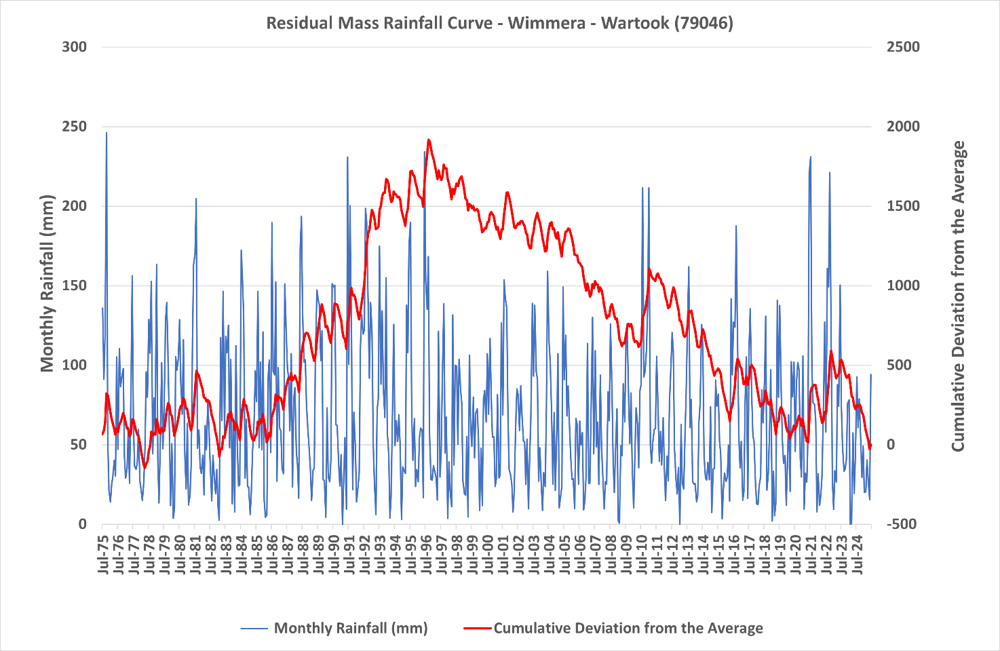 Residual Mass Rainfall Curve - Wimmera - Wartook (79046)
300
250
200
150
100
50
0
Monthly Rainfall (mm)
2500
2000
1500
1000
500
0
-500
Cumulative Deviation from the Average
Jul-75
Jul-76
Jul-77
Jul-78
Jul-79
Jul-80
Jul-81
Jul-82
Jul-83
Jul-84
Jul-85
Jul-86
Jul-87
Jul-88
Jul-89
Jul-90
Jul-91
Jul-92
Jul-93
Jul-94
Jul-95
Jul-96
Jul-97
Jul-98
Jul-99
Jul-00
Jul-01
Jul-02
Jul-03
Jul-04
Jul-05
Jul-06
Jul-07
Jul-08
Jul-09
Jul-10
Jul-11
Jul-12
Jul-13
Jul-14
Jul-15
Jul-16
Jul-17
Jul-18
Jul-19
Jul-20
Jul-21
Jul-22
Jul-23
Jul-24
Monthly Rainfall (mm)
Cumulative Deviation from the Average